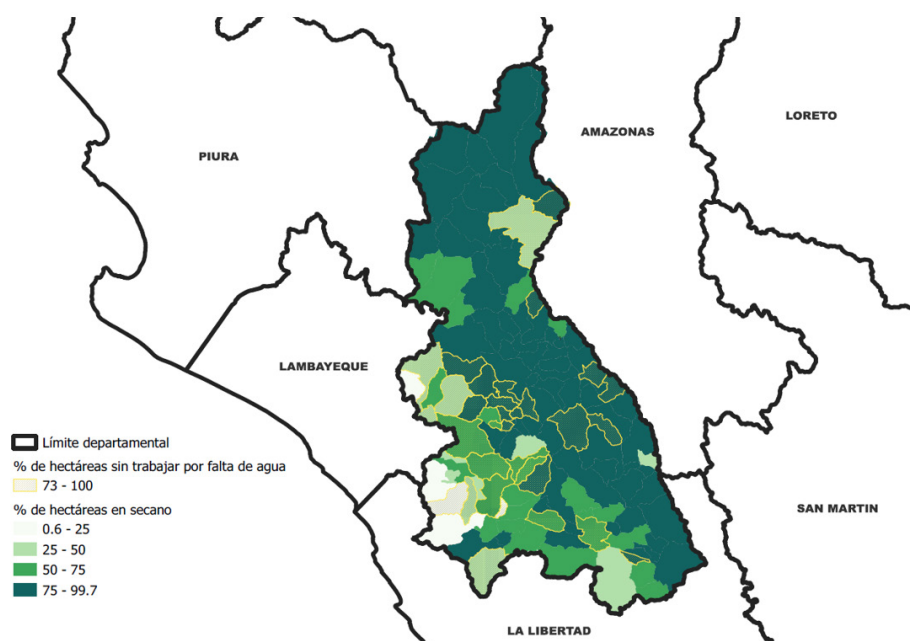 LORETO
AMAZONAS
PIURA
LAMBAYEQUE
Límite departamental
% de hectáreas sin trabajar por falta de agua
73 - 100
% de hectáreas en secano
0.6 - 25
25 - 50
50 - 75
75 - 99.7
SAN MARTIN
LA LIBERTAD